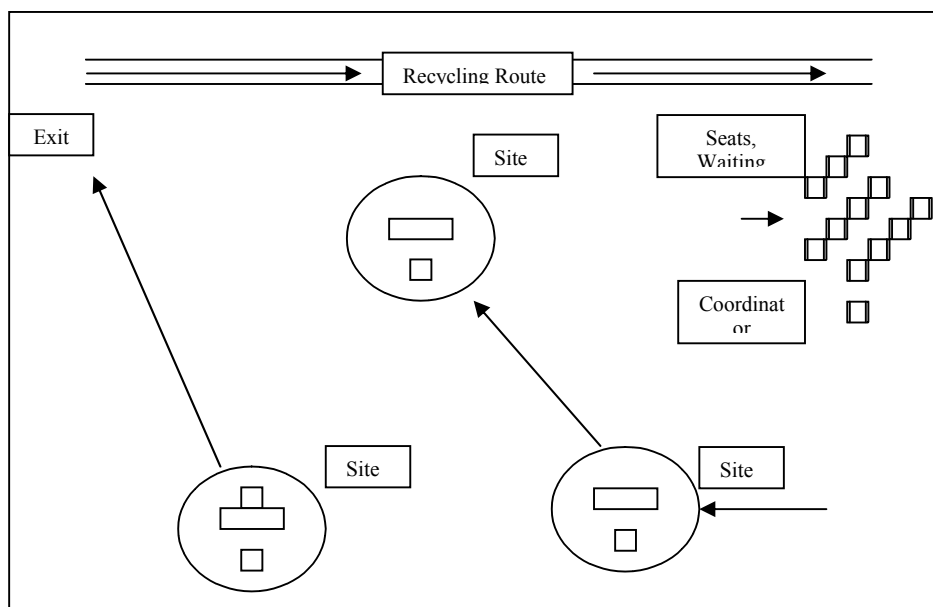 Recycling Route
Exit
Site
Seats,
Waiting
Coordinat
or
Site
Site